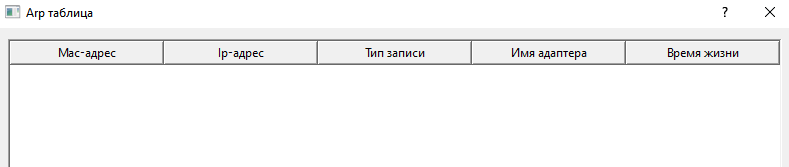 Arp таблица
Mac-адрес Ip-адрес Тип записи Имя адаптера Время жизни